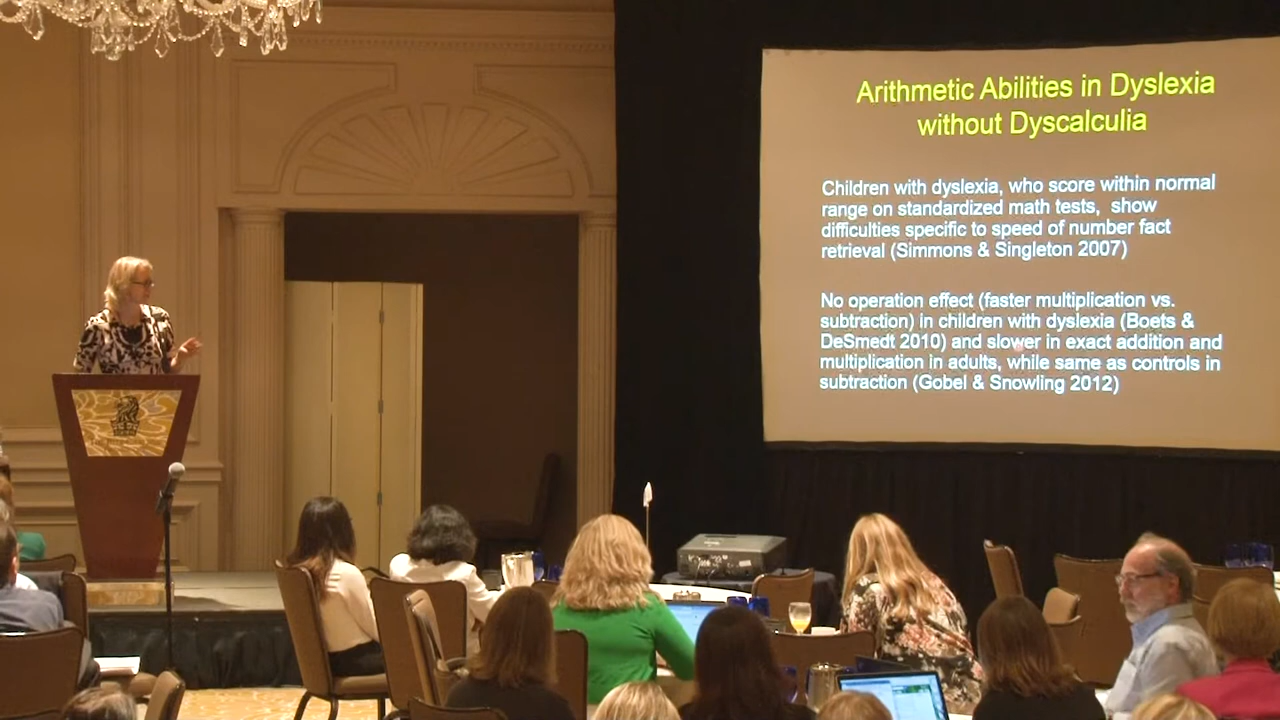 Arithmetic Abilities in Dyslexia
without Dyscalculia
Children with dyslexia, who score within normal
range on standardized math tests, show
difficulties specific to speed of number fact
retrieval (Simmons & Singleton 2007)
No operation effect (faster multiplication vs.
subtraction) in children with dyslexia (Boets &
DeSmedt 2010) and slower in exact addition and
multiplication in adults, while same as controls in
subtraction (Gobel & Snowling 2012)